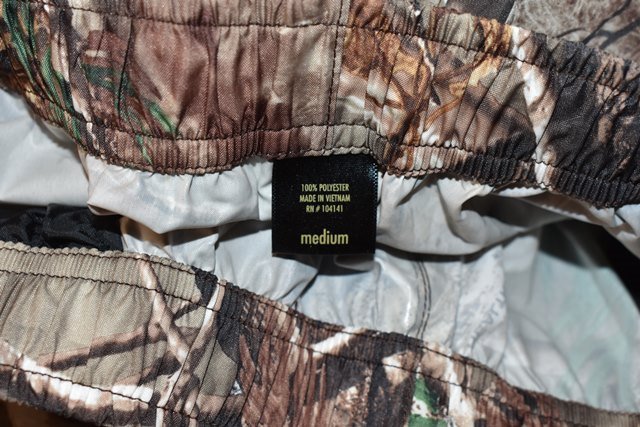 100% POLYESTER
MADE IN VIETNAM
RN # 104141
medium